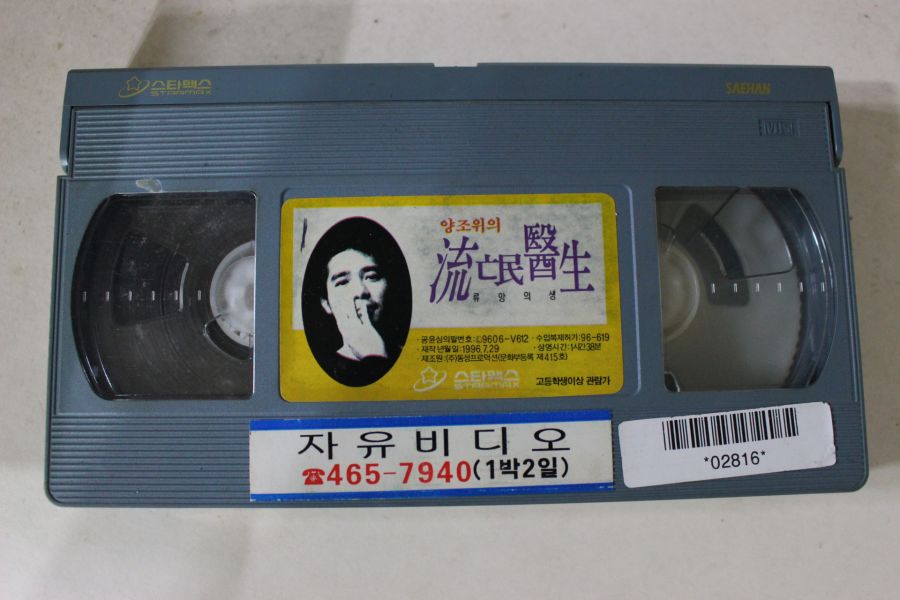 스타맥스
STARMAX
SAEHAN
양조위의
流亡民醫生
류망의생
· 공윤심의필번호: ⓒ9606-V612 · 수입복제허가: 96-619
· 제작년월일: 1996.7.29 · 상영시간: 1시간38분
· 제조원: (주)동성프로덕션(문화부등록 제415호)
스타맥스
STARMAX
고등학생이상 관람가
자유비디오
☎465-7940(1박2일)
*02816*